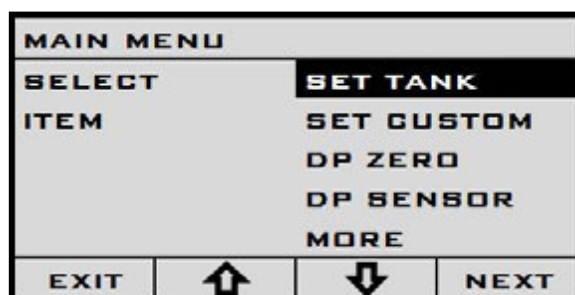 MAIN MENU
SELECT SET TANK
ITEM SET CUSTOM
DP ZERO
DP SENSOR
MORE
EXIT NEXT